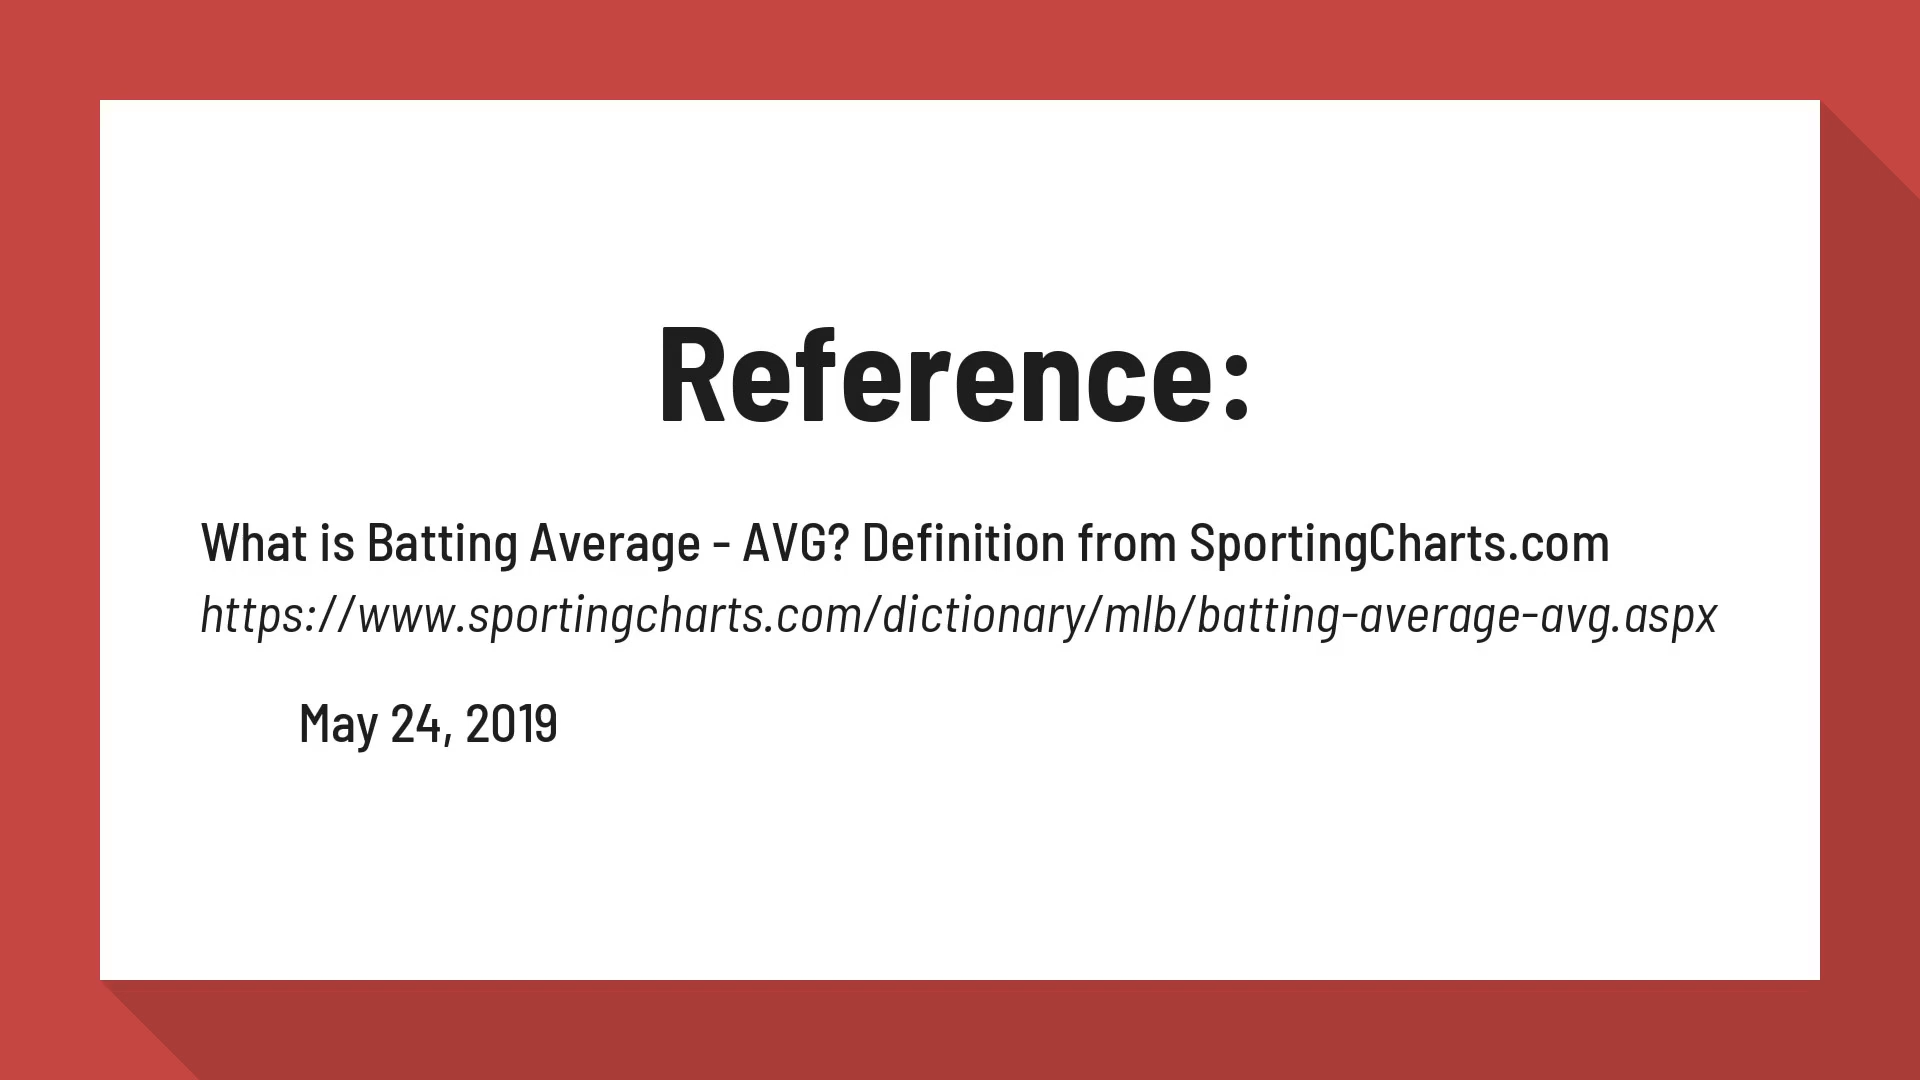 Reference:
What is Batting Average - AVG? Definition from SportingCharts.com
https://www.sportingcharts.com/dictionary/mlb/batting-average-avg.aspx
May 24, 2019